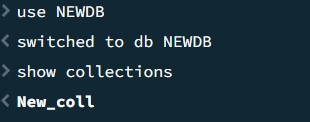 > use NEWDB
< switched to db NEWDB
> show collections
< New_coll